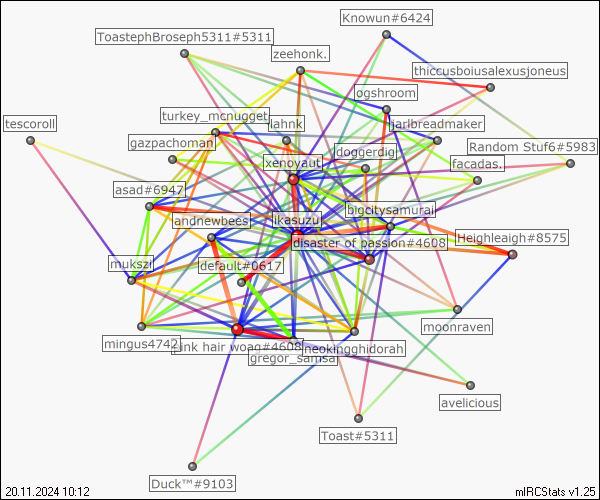 Knowun#6424
ToastephBroseph5311#5311
zeehonk.
thiccusboiusalexusjoneus
ogshroom
turkey_mcnugget
tescoroll
lahnk
jarlbreadmaker
gazpachoman
jdoggerdig
Random Stuf6#5983
xenoyaut
facadas.
asad#6947
bigcitysamurai
andnewbees
ikasuzu
disaster of passion#4608
Heighleaigh#8575
mukszi
default#0617
moonraven
mingus4742
Pink hair woag#4608
neokingghidorah
gregor_samsa
avelicious
Toast#5311
Duck™#9103
20.11.2024 10:12
mIRCStats v1.25